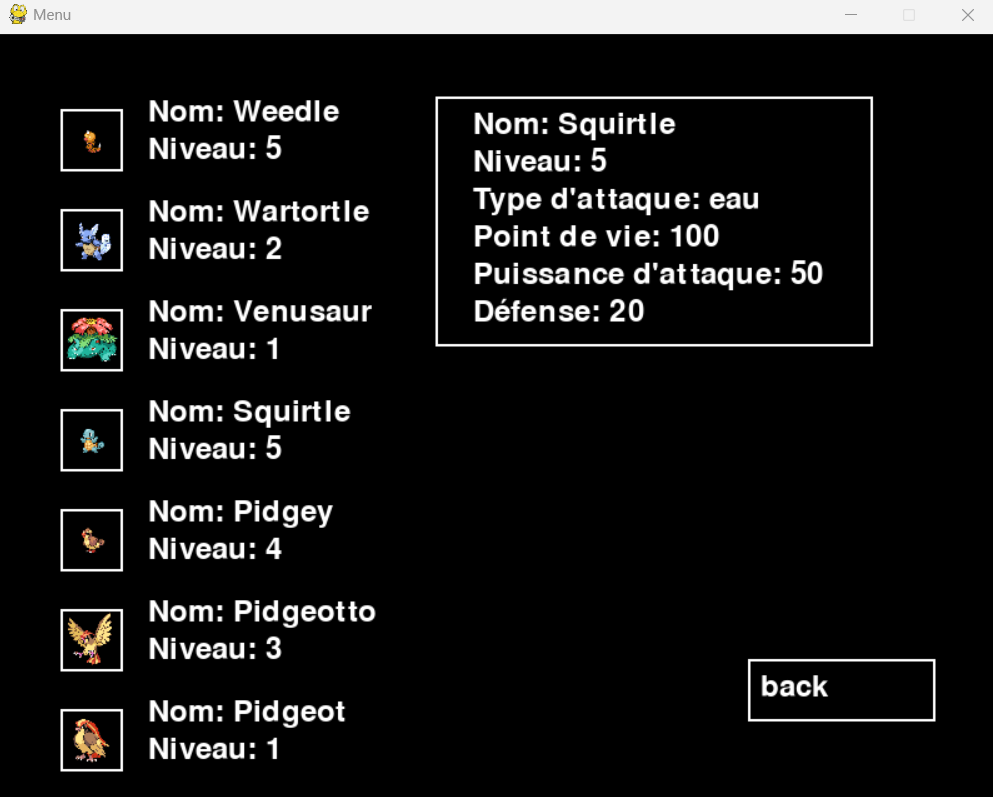 Menu
Nom: Weedle
Niveau: 5
Nom: Wartortle
Niveau: 2
Nom: Venusaur
Niveau: 1
Nom: Squirtle
Niveau: 5
Nom: Pidgey
Niveau: 4
Nom: Pidgeotto
Niveau: 3
Nom: Pidgeot
Niveau: 1
Nom: Squirtle
Niveau: 5
Type d'attaque: eau
Point de vie: 100
Puissance d'attaque: 50
Défense: 20
back